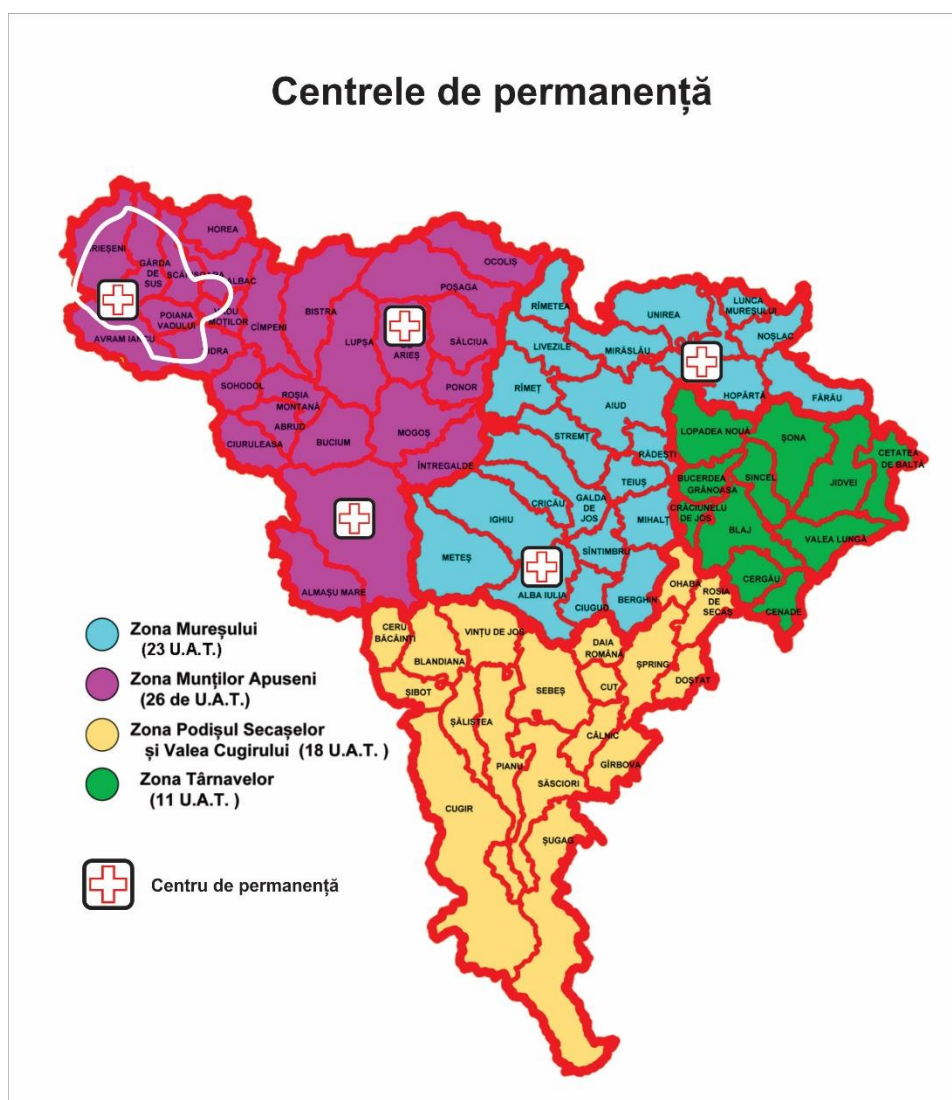 Centrele de permanență
HOREA
GÂRDA
DE
SUS
ALBAC
POIANA
VADULUI
MOȚILOR
CÎMPENI
AVRAM IANCU
BISTRA
LUPȘA
ARIEȘ
OCOLIȘ
POȘAGA
SĂLCIUA
PONOR
SOHODOL
ROȘIA
MONTANĂ
ABRUD
CIURULEASA
BUCIUM
MOGOȘ
ÎNTREGALDE
ALMAȘU MARE
RÎMETEA
UNIREA
LUNCA
MUREȘULUI
NOȘLAC
LIVEZILE
MIRĂSLĂU
RÎMEȚ
AIUD
HOPÂRTĂ
FĂRĂU
STREMȚ
RĂDEȘTI
TEIUȘ
CRICĂU
GALDA
DE
JOS
MIHALȚ
IGHIU
METEȘ
SÎNTIMBRU
ALBA IULIA
CIUGUD
BERGHIN
LOPADEA NOUĂ
ȘONA
CETATEA
DE BALTĂ
BUCERDEA
GRÂNOASA
SINCEL
JIDVEI
CRĂCIUNELU
DE JOS
BLAJ
VALEA LUNGĂ
CERGĂU
CENADE
OHABA
ROȘIA
DE
SECAȘ
CERU
BĂCĂINȚI
VINȚU DE JOS
BLANDIANA
DAIA
ROMÂNĂ
ȘPRING
DOȘTAT
ȘIBOT
SEBEȘ
CUT
SĂLIȘTEA
CÂLNIC
PIANU
GÎRBOVA
SĂSCIORI
CUGIR
ȘUGAG
Zona Mureșului
(23 U.A.T.)
Zona Munților Apuseni
(26 de U.A.T.)
Zona Podișul Secașelor
și Valea Cugirului (18 U.A.T. )
Zona Târnavelor
(11 U.A.T. )
Centru de permanență